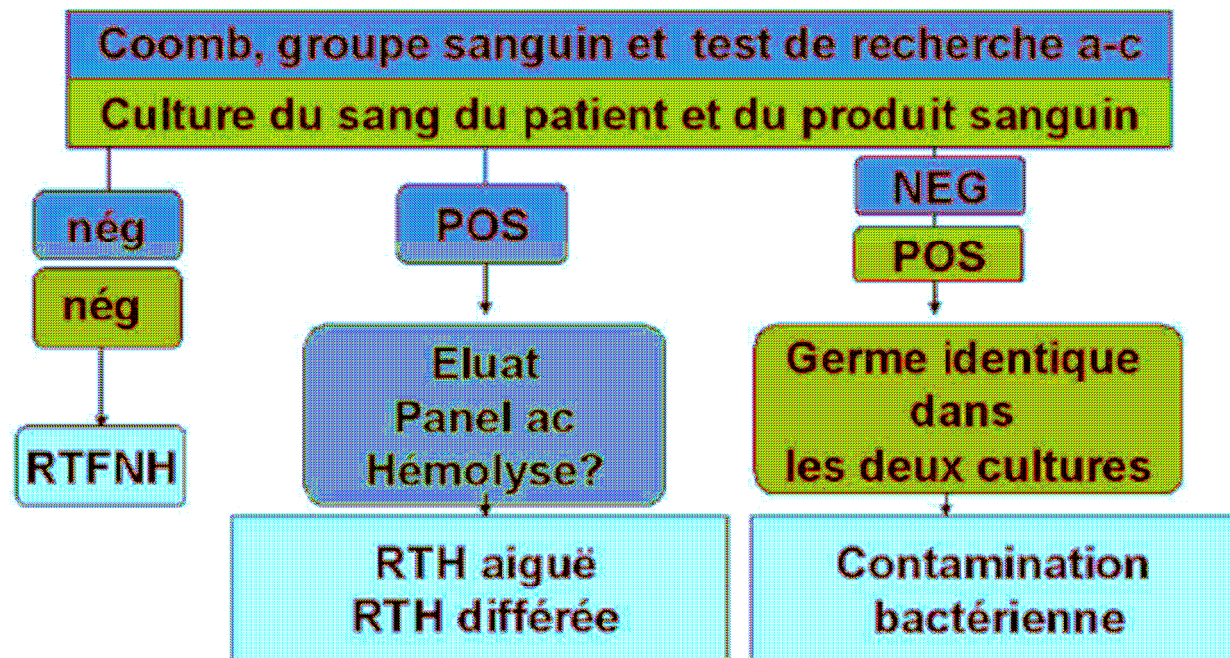 Coomb, groupe sanguin et test de recherche a-c
Culture du sang du patient et du produit sanguin
nég
nég
RTFNH
POS
Eluat
Panel ac
Hémolyse?
RTH aiguë
RTH différée
NEG
POS
Germe identique
dans
les deux cultures
Contamination
bactérienne